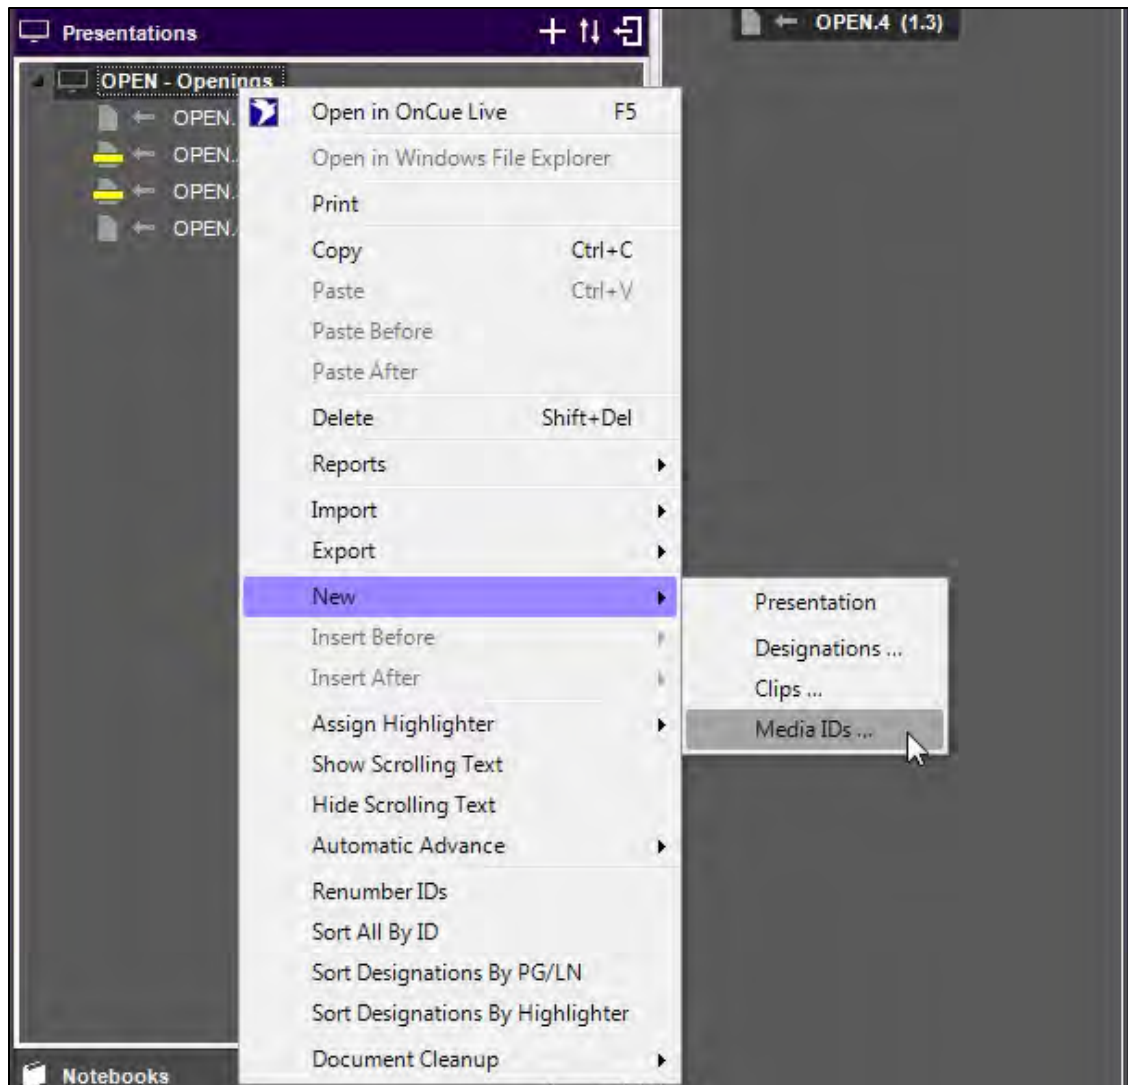 Presentations
OPEN.4 (1.3)
OPEN - Openings
OPEN.
OPEN.
OPEN.
OPEN.
Open in OnCue Live F5
Open in Windows File Explorer
Print
Copy Ctrl+C
Paste Ctrl+V
Paste Before
Paste After
Delete Shift+Del
Reports
Import
Export
New
Insert Before
Insert After
Assign Highlighter
Show Scrolling Text
Hide Scrolling Text
Automatic Advance
Renumber IDs
Sort All By ID
Sort Designations By PG/LN
Sort Designations By Highlighter
Document Cleanup
Presentation
Designations ...
Clips ...
Media IDs ...
Notebooks